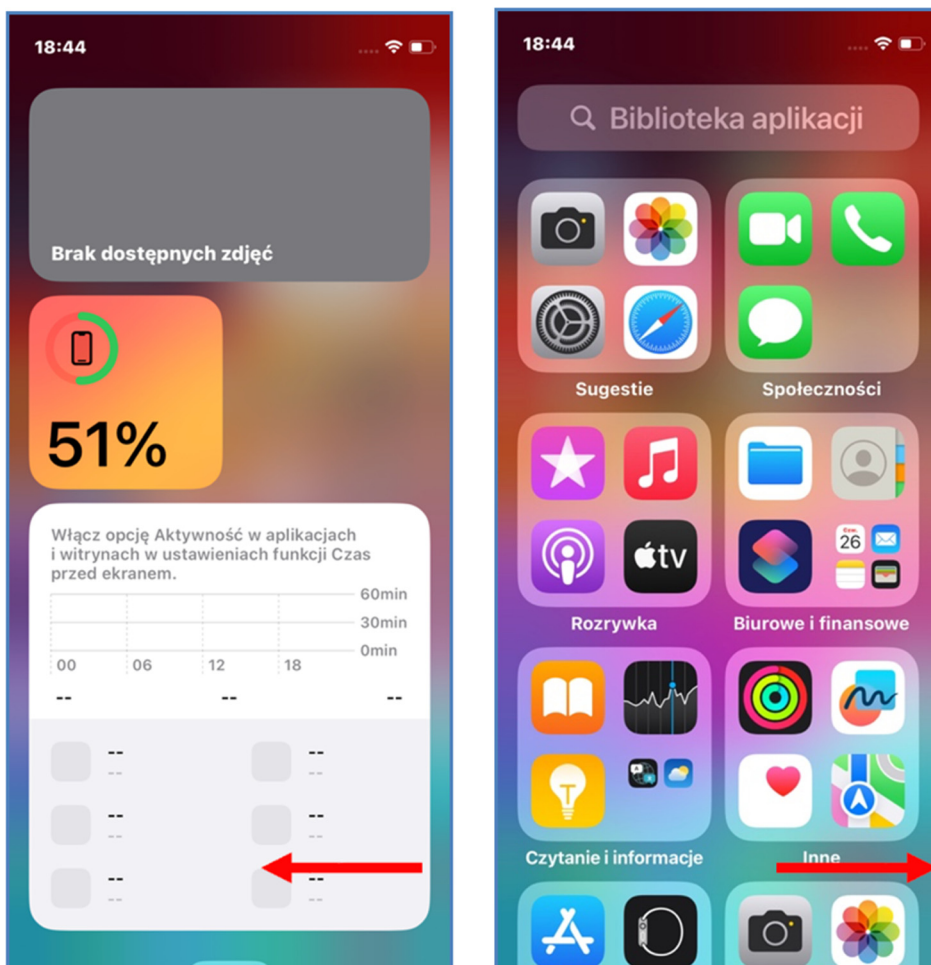 18:44
Brak dostępnych zdjęć
51%
Włącz opcję Aktywność w aplikacjach
i witrynach w ustawieniach funkcji Czas
przed ekranem.
60min
30min
0min
00 06 12 18
-- -- --
-- --
-- --
-- --
-- --
-- --
-- --
18:44
Biblioteka aplikacji
Sugestie Społeczności
tv
Czw.
26
Rozrywka Biurowe i finansowe
T
Czytanie i informacje Inne